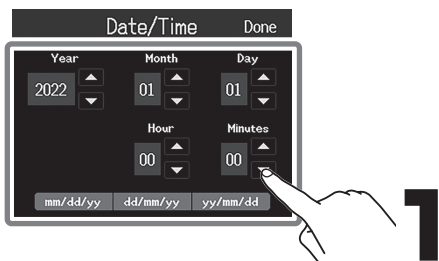 Date/Time Done
Year Month Day
2022 01 01
Hour Minutes
00 00
mm/dd/yy dd/mm/yy yy/mm/dd
1